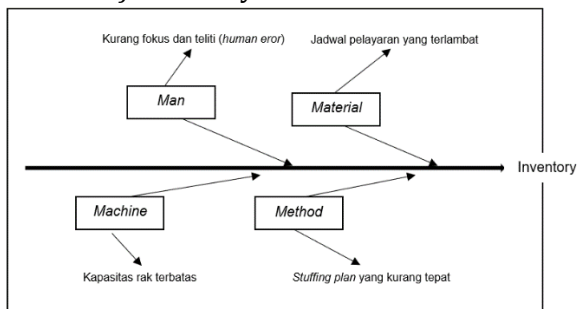 Kurang fokus dan teliti (human eror)
Jadwal pelayaran yang terlambat
Man
Material
Inventory
Machine
Method
Kapasitas rak terbatas
Stuffing plan yang kurang tepat